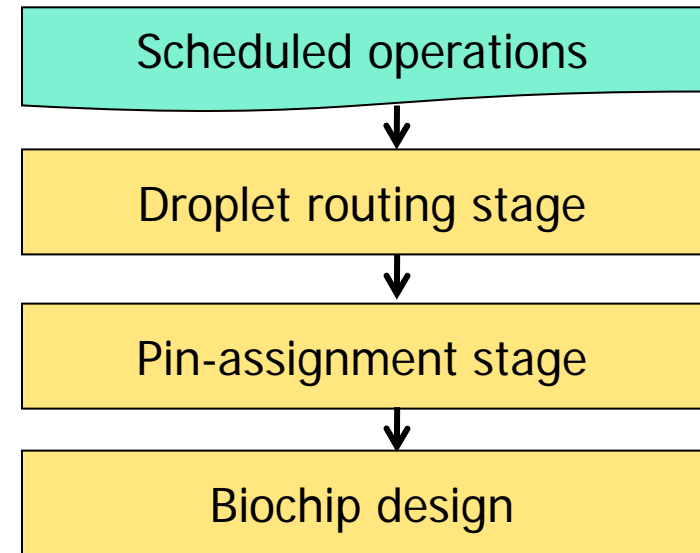 Scheduled operations
Droplet routing stage
Pin-assignment stage
Biochip design